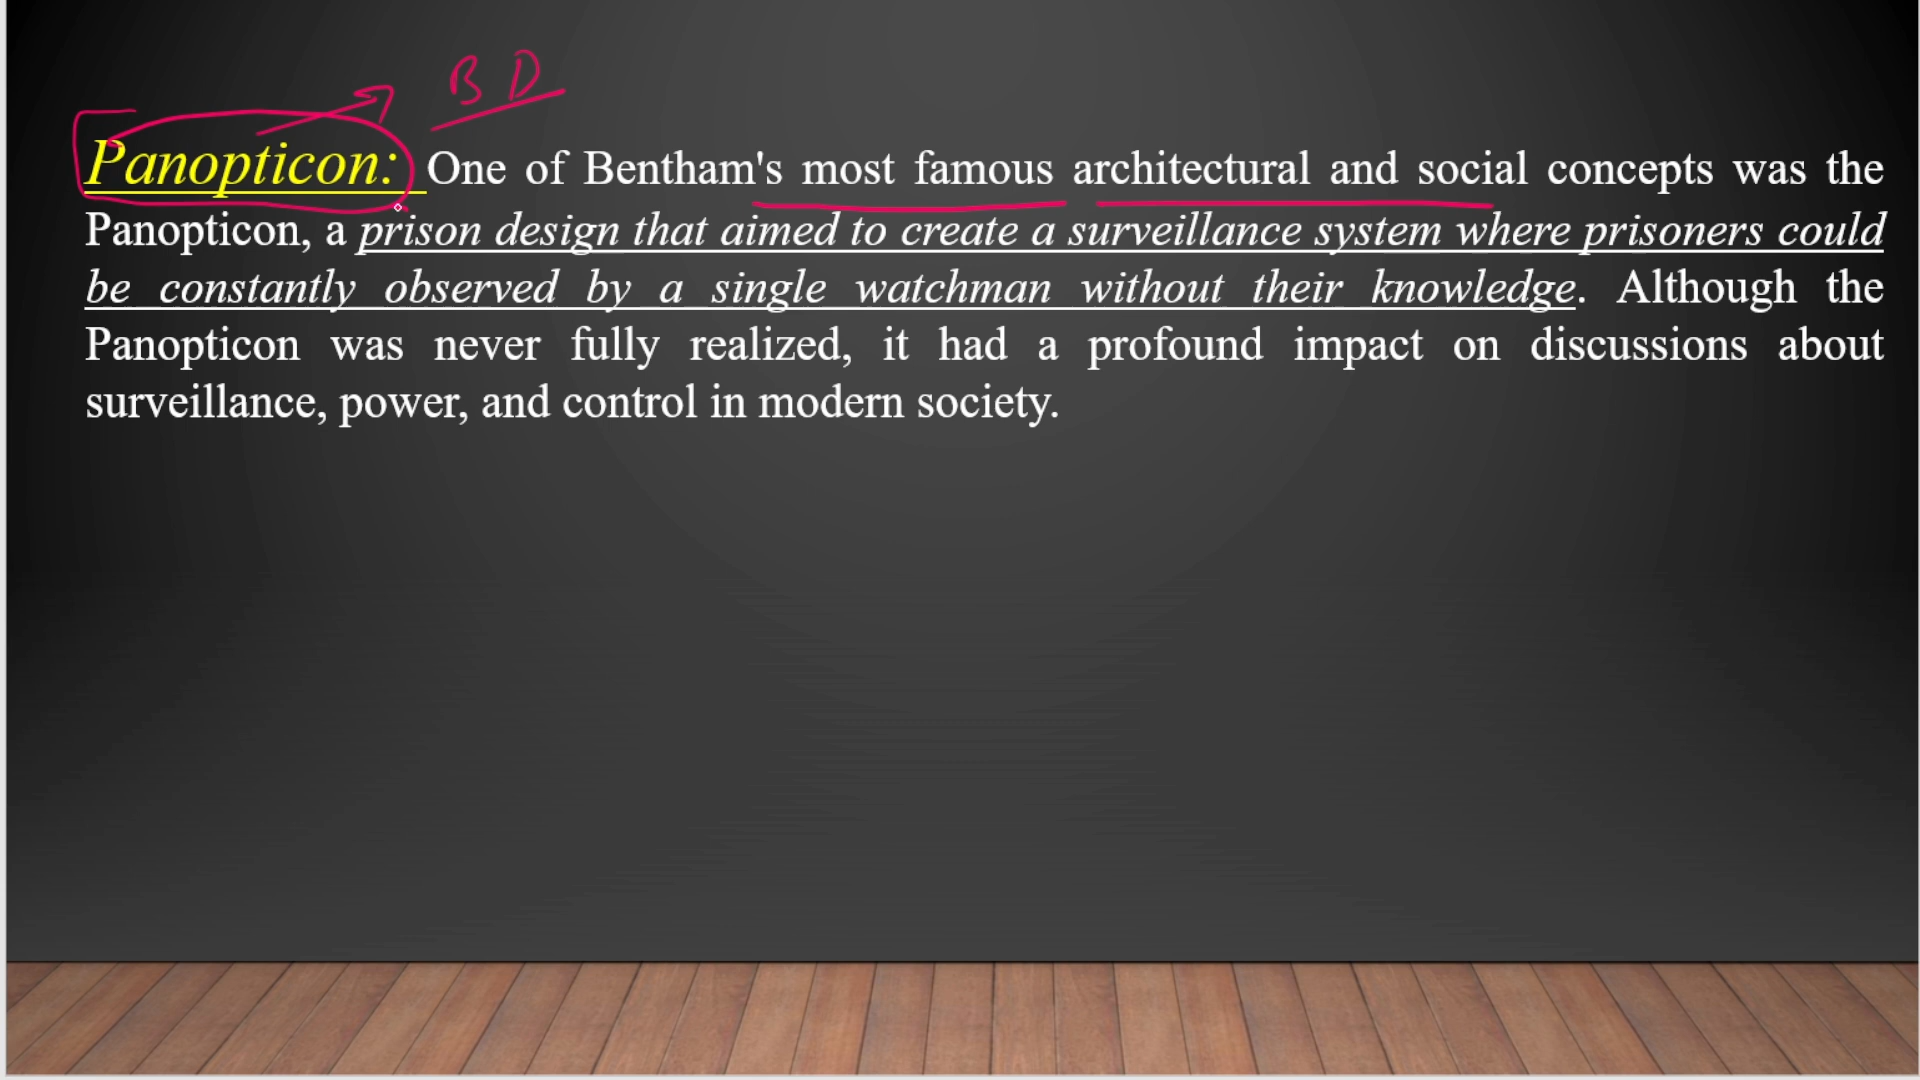 B D
Panopticon: One of Bentham's most famous architectural and social concepts was the
Panopticon, a prison design that aimed to create a surveillance system where prisoners could
be constantly observed by a single watchman without their knowledge. Although the
Panopticon was never fully realized, it had a profound impact on discussions about
surveillance, power, and control in modern society.